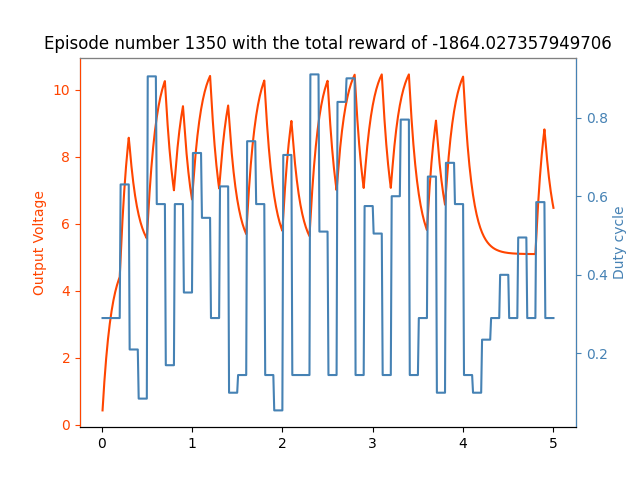 Episode number 1350 with the total reward of -1864.027357949706
10
8
6
4
2
0
Output Voltage
0.8
0.6
0.4
0.2
Duty cycle
0 1 2 3 4 5